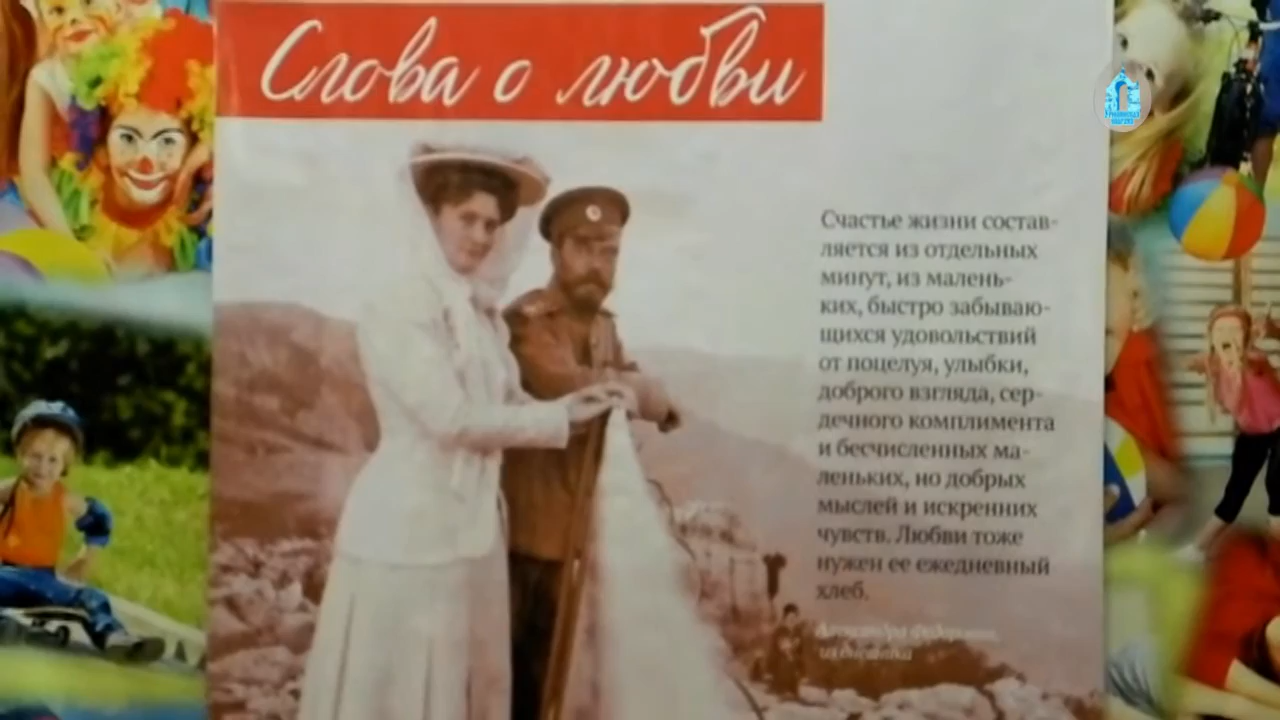 Слова о любви
Счастье жизни состав-
ляется из отдельных
минут, из малень-
ких, быстро забываю-
щихся удовольствий
от поцелуя, улыбки,
доброго взгляда, сер-
дечного комплимента
и бесчисленных ма-
леньких, но добрых
мыслей и искренних
чувств. Любви тоже
нужен ее ежедневный
хлеб.